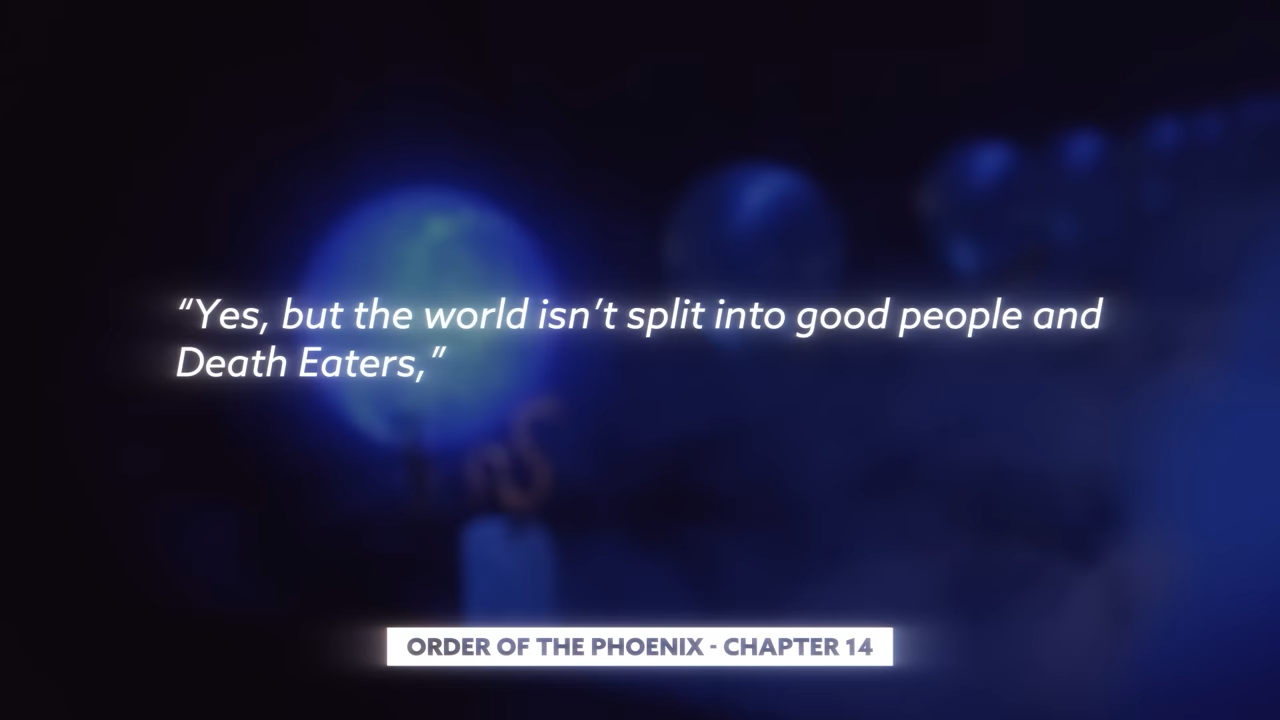 “Yes, but the world isn’t split into good people and
Death Eaters,”
ORDER OF THE PHOENIX - CHAPTER 14